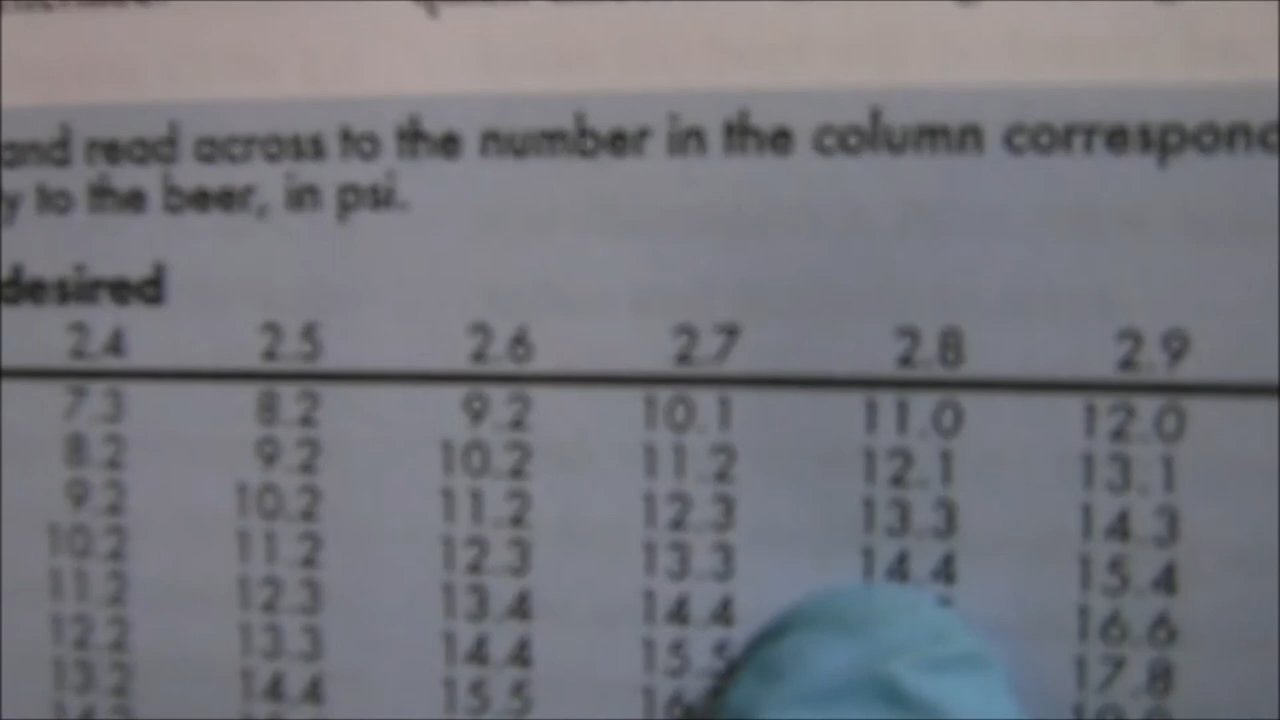 and read across to the number in the column correspond
y to the beer, in psi.
desired
2.4 2.5 2.6 2.7 2.8 2.9
7.3 8.2 9.2 10.1 11.0 12.0
8.2 9.2 10.2 11.2 12.1 13.1
9.2 10.2 11.2 12.3 13.3 14.3
10.2 11.2 12.3 13.3 14.4 15.4
11.2 12.3 13.4 14.4 16.6
12.2 13.3 14.4 15.5 17.8
13.2 14.4 15.5